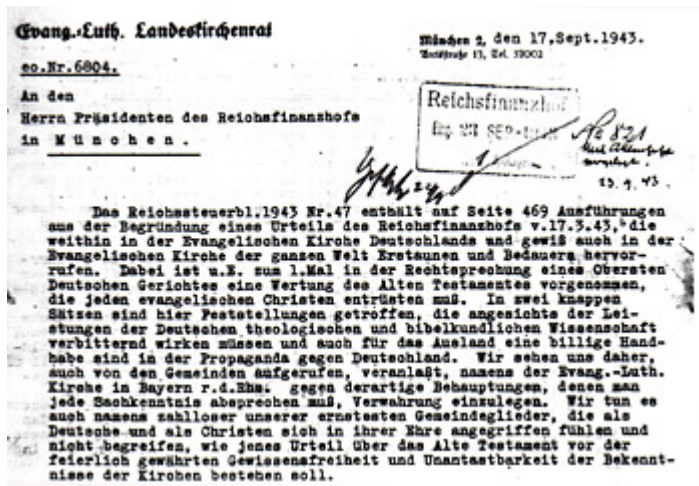 Evang.-Luth. Landeskirchenrat
München 2, den 17.Sept.1943.
13, Tel.
eo.Nr.6804.
An den
Herrn Präsidenten des Reichsfinanzhofs
in München.
Reichsfinanzhof
23 SEP
No 821
23. 9. 43.
Das Reichssteuerbl.1943 Nr.47 enthält auf Seite 469 Ausführungen
aus der Begründung eines Urteils des Reichsfinanzhofs v.17.3.43, die
weithin in der Evangelischen Kirche Deutschlands und gewiß auch in der
Evangelischen Kirche der ganzen Welt Erstaunen und Bedauern hervor-
rufen. Dabei ist u.E. zum 1.Mal in der Rechtsprechung eines Obersten
Deutschen Gerichtes eine Wertung des Alten Testamentes vorgenommen,
die jeden evangelischen Christen entrüsten muß. In zwei knappen
Sätzen sind hier Feststellungen getroffen, die angesichts der Lei-
stungen der Deutschen theologischen und bibelkundlichen Wissenschaft
verbitternd wirken müssen und auch für das Ausland eine billige Hand-
habe sind in der Propaganda gegen Deutschland. Wir sehen uns daher,
auch von den Gemeinden aufgerufen, veranlaßt, namens der Evang.-Luth.
Kirche in Bayern r.d.Rhs. gegen derartige Behauptungen, denen man
jede Sachkenntnis absprechen muß, Verwahrung einzulegen. Wir tun es
auch namens zahlloser unserer ernstesten Gemeindeglieder, die als
Deutsche und als Christen sich in ihrer Ehre angegriffen fühlen und
nicht begreifen, wie jenes Urteil über das Alte Testament vor der
feierlich gewährten Gewissensfreiheit und Unantastbarkeit der Bekennt-
nisse der Kirchen bestehen soll.